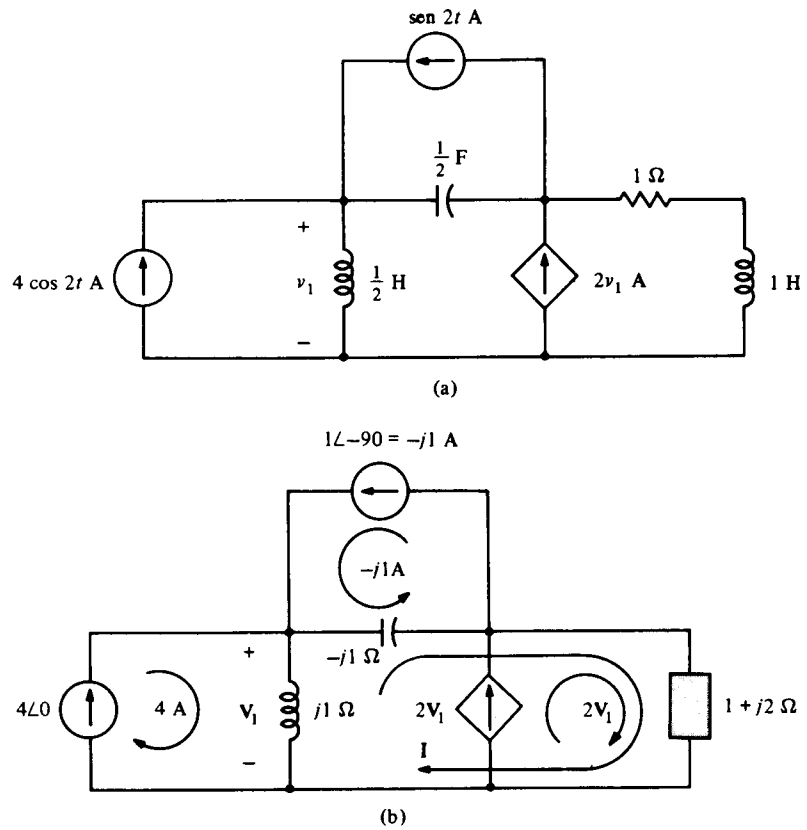 sen 2t A
1/2 F
1 Ω
+
4 cos 2t A
v₁
1/2 H
2v₁ A
1 H
−
(a)
1∠−90 = −j1 A
−j1A
−j1 Ω
+
4∠0
4 A
V₁
j1 Ω
2V₁
2V₁
1 + j2 Ω
−
I
(b)